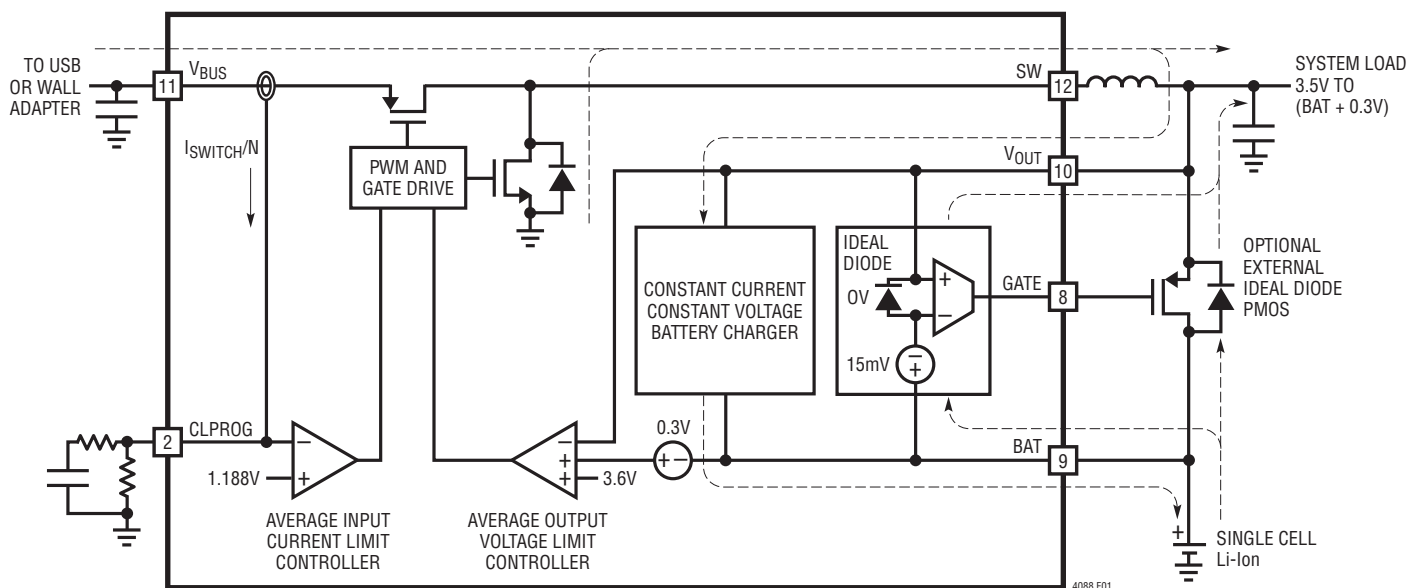 TO USB
OR WALL
ADAPTER
11
VBUS
ISWITCH/N
PWM AND
GATE DRIVE
SW
12
SYSTEM LOAD
3.5V TO
(BAT + 0.3V)
VOUT
10
CONSTANT CURRENT
CONSTANT VOLTAGE
BATTERY CHARGER
IDEAL
DIODE
0V
+
−
15mV
−
+
GATE
8
OPTIONAL
EXTERNAL
IDEAL DIODE
PMOS
2
CLPROG
−
1.188V
+
AVERAGE INPUT
CURRENT LIMIT
CONTROLLER
−
+
+
3.6V
AVERAGE OUTPUT
VOLTAGE LIMIT
CONTROLLER
0.3V
+ −
BAT
9
+
SINGLE CELL
Li-Ion
4088 F01